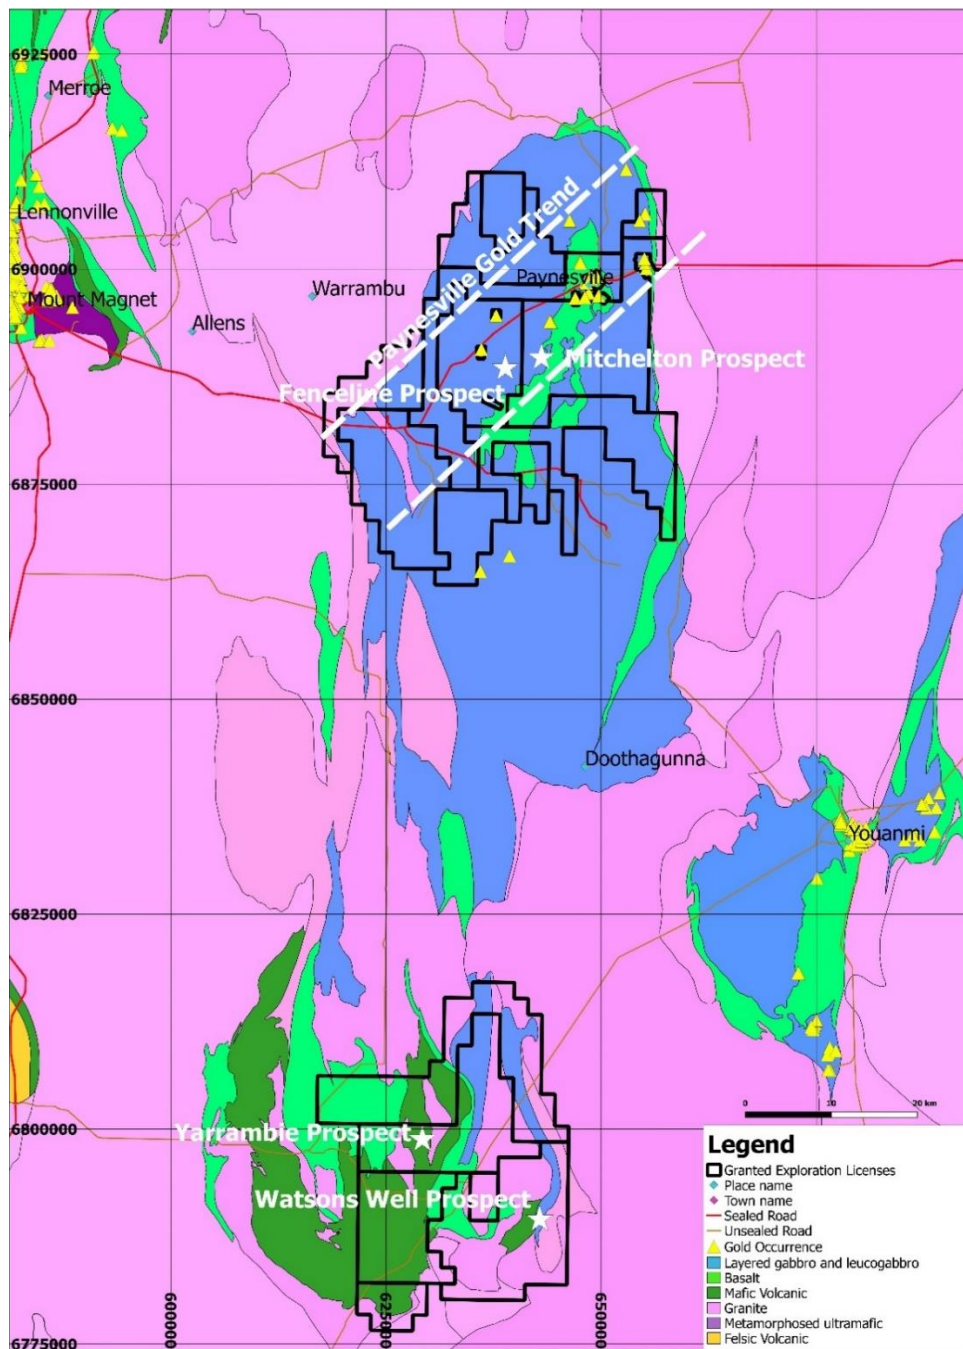 6925000
Merroe
Lennonville
6900000
Paynesville Gold Trend
Paynesville
Warrambu
Mount Magnet
Allens
Mitchelton Prospect
Fenceline Prospect
6875000
6850000
Doothagunna
Youanmi
6825000
6800000
0 10 20 km
Yarrambie Prospect
Watsons Well Prospect
Legend
Granted Exploration Licenses
Place name
Town name
Sealed Road
Unsealed Road
Gold Occurrence
Layered gabbro and leucogabbro
Basalt
Mafic Volcanic
Granite
Metamorphosed ultramafic
Felsic Volcanic
600000
625000
650000
6775000